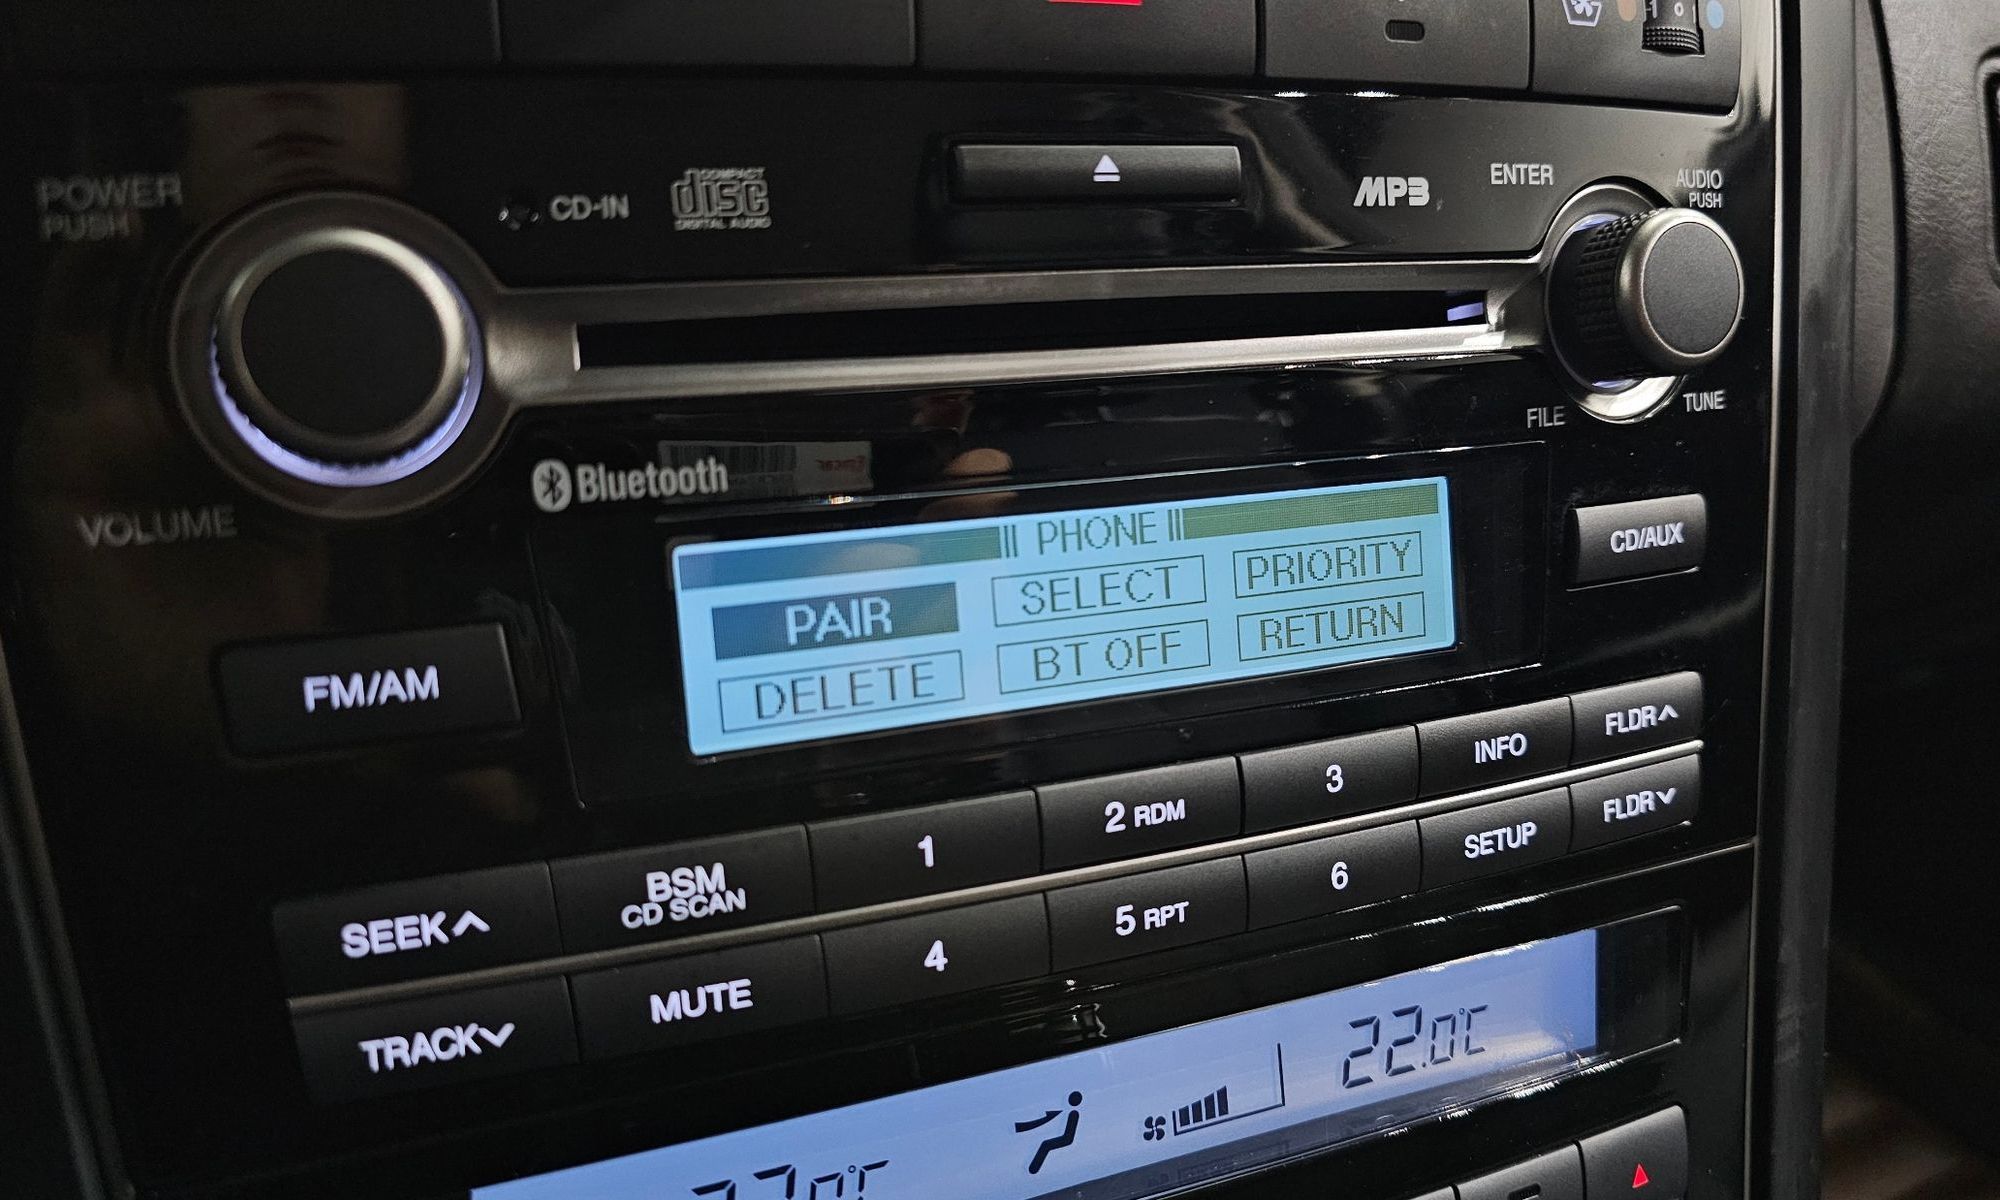 POWER
PUSH
VOLUME
CD-IN
COMPACT
disc
DIGITAL AUDIO
MP3
ENTER
AUDIO
PUSH
FILE
TUNE
Bluetooth
PHONE
PAIR
SELECT
PRIORITY
DELETE
BT OFF
RETURN
CD/AUX
FM/AM
SEEK
BSM
CD SCAN
1
2 RDM
3
INFO
FLDR
TRACK
MUTE
4
5 RPT
6
SETUP
FLDR
22.0°C